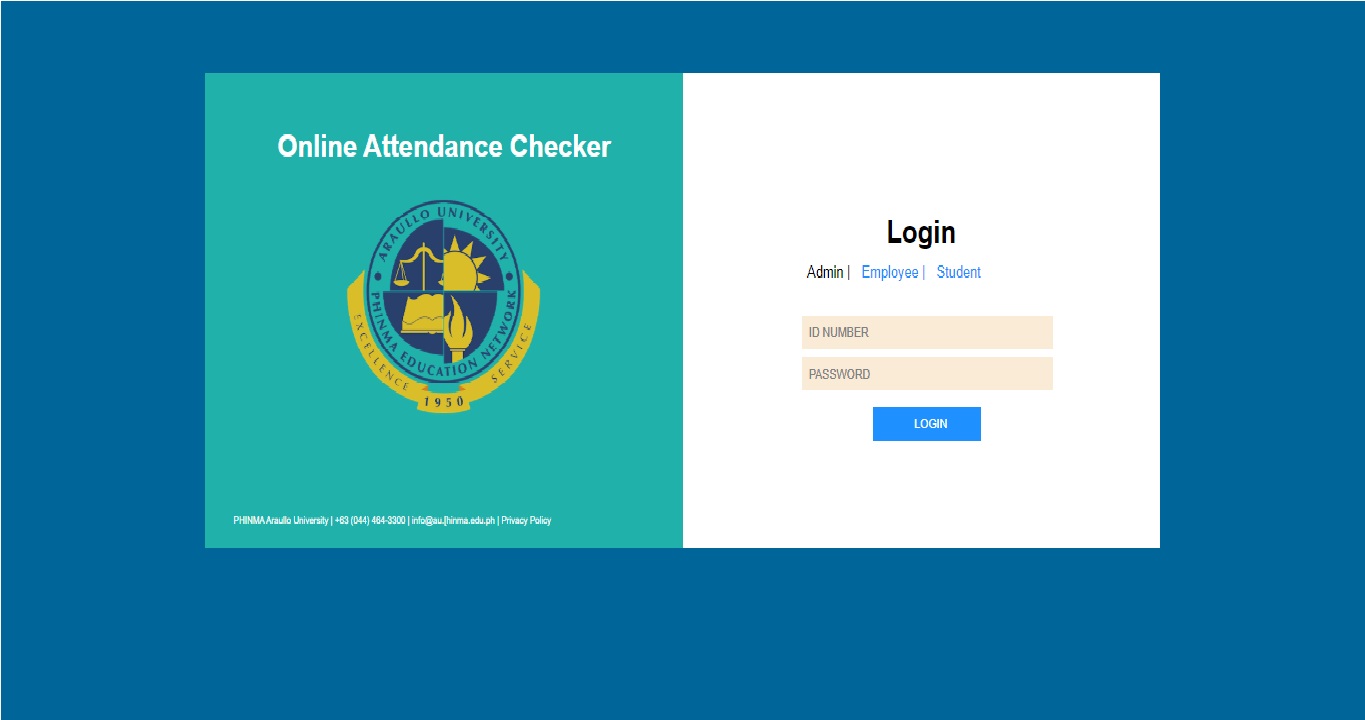 Online Attendance Checker
ARAULLO UNIVERSITY
PHINMA EDUCATION NETWORK
EXCELLENCE
SERVICE
1950
PHINMA Araullo University | +63 (044) 464-3300 | info@au.[hinma.edu.ph | Privacy Policy
Login
Admin | Employee | Student
ID NUMBER
PASSWORD
LOGIN